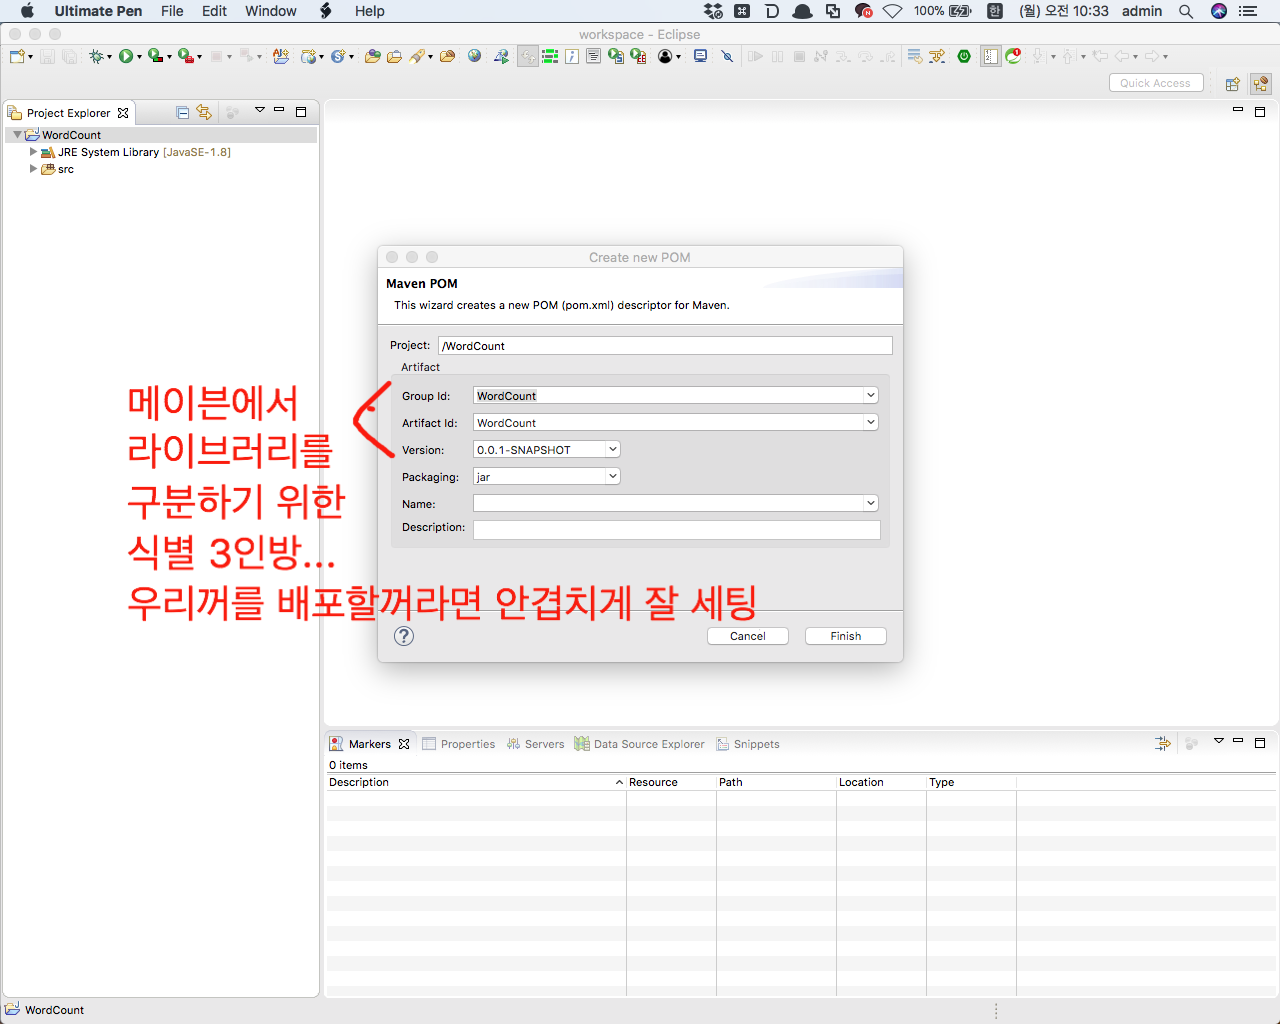 Ultimate Pen File Edit Window Help 100% 한 (월) 오전 10:33 admin
workspace - Eclipse
Quick Access
Project Explorer
WordCount
JRE System Library [JavaSE-1.8]
src
Create new POM
Maven POM
This wizard creates a new POM (pom.xml) descriptor for Maven.
Project: /WordCount
Artifact
Group Id: WordCount
Artifact Id: WordCount
Version: 0.0.1-SNAPSHOT
Packaging: jar
Name:
Description:
메이븐에서
라이브러리를
구분하기 위한
식별 3인방...
우리꺼를 배포할꺼라면 안겹치게 잘 세팅
? Cancel Finish
Markers Properties Servers Data Source Explorer Snippets
0 items
Description Resource Path Location Type
WordCount